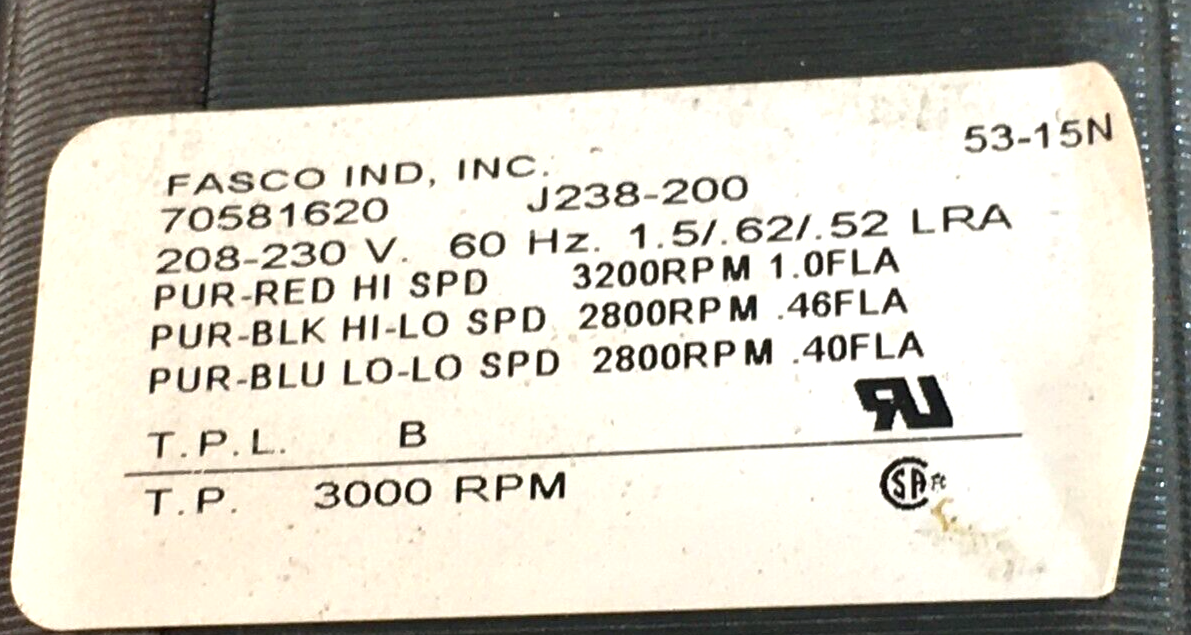 53-15N
FASCO IND, INC.
70581620 J238-200
208-230 V. 60 Hz. 1.5/.62/.52 LRA
PUR-RED HI SPD 3200RPM 1.0FLA
PUR-BLK HI-LO SPD 2800RPM .46FLA
PUR-BLU LO-LO SPD 2800RPM .40FLA
T.P.L. B
T.P. 3000 RPM